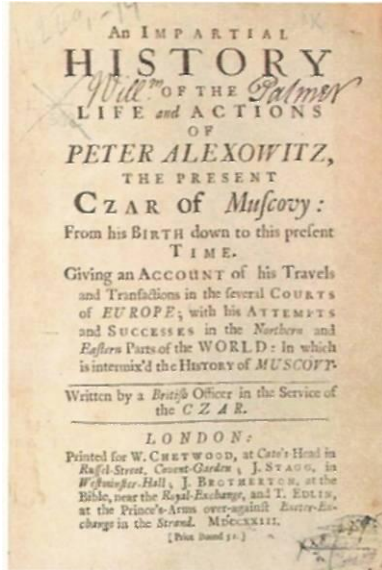 An IMPARTIAL
HISTORY
Will.m OF THE Palmer
LIFE and ACTIONS
OF
PETER ALEXOWITZ,
THE PRESENT
CZAR of Muſcovy:
From his BIRTH down to this preſent
TIME.
Giving an ACCOUNT of his Travels
and Tranſactions in the ſeveral COURTS
of EUROPE; with his ATTEMPTS
and SUCCESSES in the Northern and
Eaſtern Parts of the WORLD: In which
is intermix'd the HISTORY of MUSCOVY.
Written by a Britiſh Officer in the Service of
the CZAR.
LONDON:
Printed for W. CHETWOOD, at Cato's Head in
Ruſſel-Street, Covent-Garden; J. STAGG, in
Weſtminſter-Hall; J. BROTHERTON, at the
Bible, near the Royal-Exchange, and T. EDLIN,
at the Prince's-Arms over-againſt Exeter-Ex-
change in the Strand. MDCCXXIII.
[Price Bound 5s.]